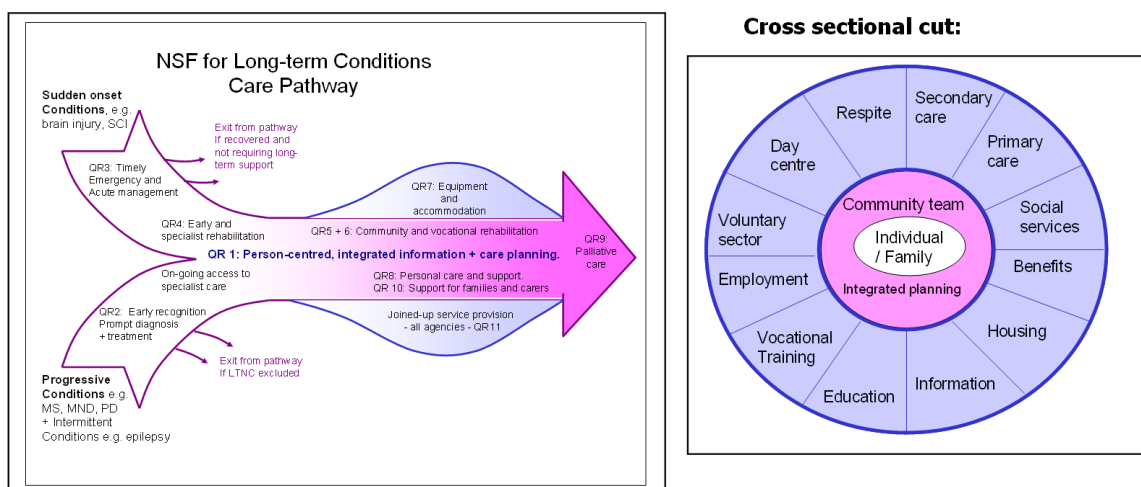 NSF for Long-term Conditions
Care Pathway
Sudden onset
Conditions, e.g.
brain injury, SCI
Exit from pathway
If recovered and
not requiring long-
term support
QR3: Timely
Emergency and
Acute management
QR4: Early and
specialist rehabilitation
QR7: Equipment
and
accommodation
QR5 + 6: Community and vocational rehabilitation
QR 1: Person-centred, integrated information + care planning.
QR9:
Palliative
care
On-going access to
specialist care
QR8: Personal care and support.
QR 10: Support for families and carers
QR2: Early recognition
Prompt diagnosis
+ treatment
Joined-up service provision
- all agencies - QR11
Exit from pathway
If LTNC excluded
Progressive
Conditions e.g.
MS, MND, PD
+ Intermittent
Conditions e.g. epilepsy
Cross sectional cut:
Respite
Secondary
care
Primary
care
Day
centre
Social
services
Voluntary
sector
Community team
Individual
/ Family
Integrated planning
Benefits
Employment
Housing
Vocational
Training
Information
Education